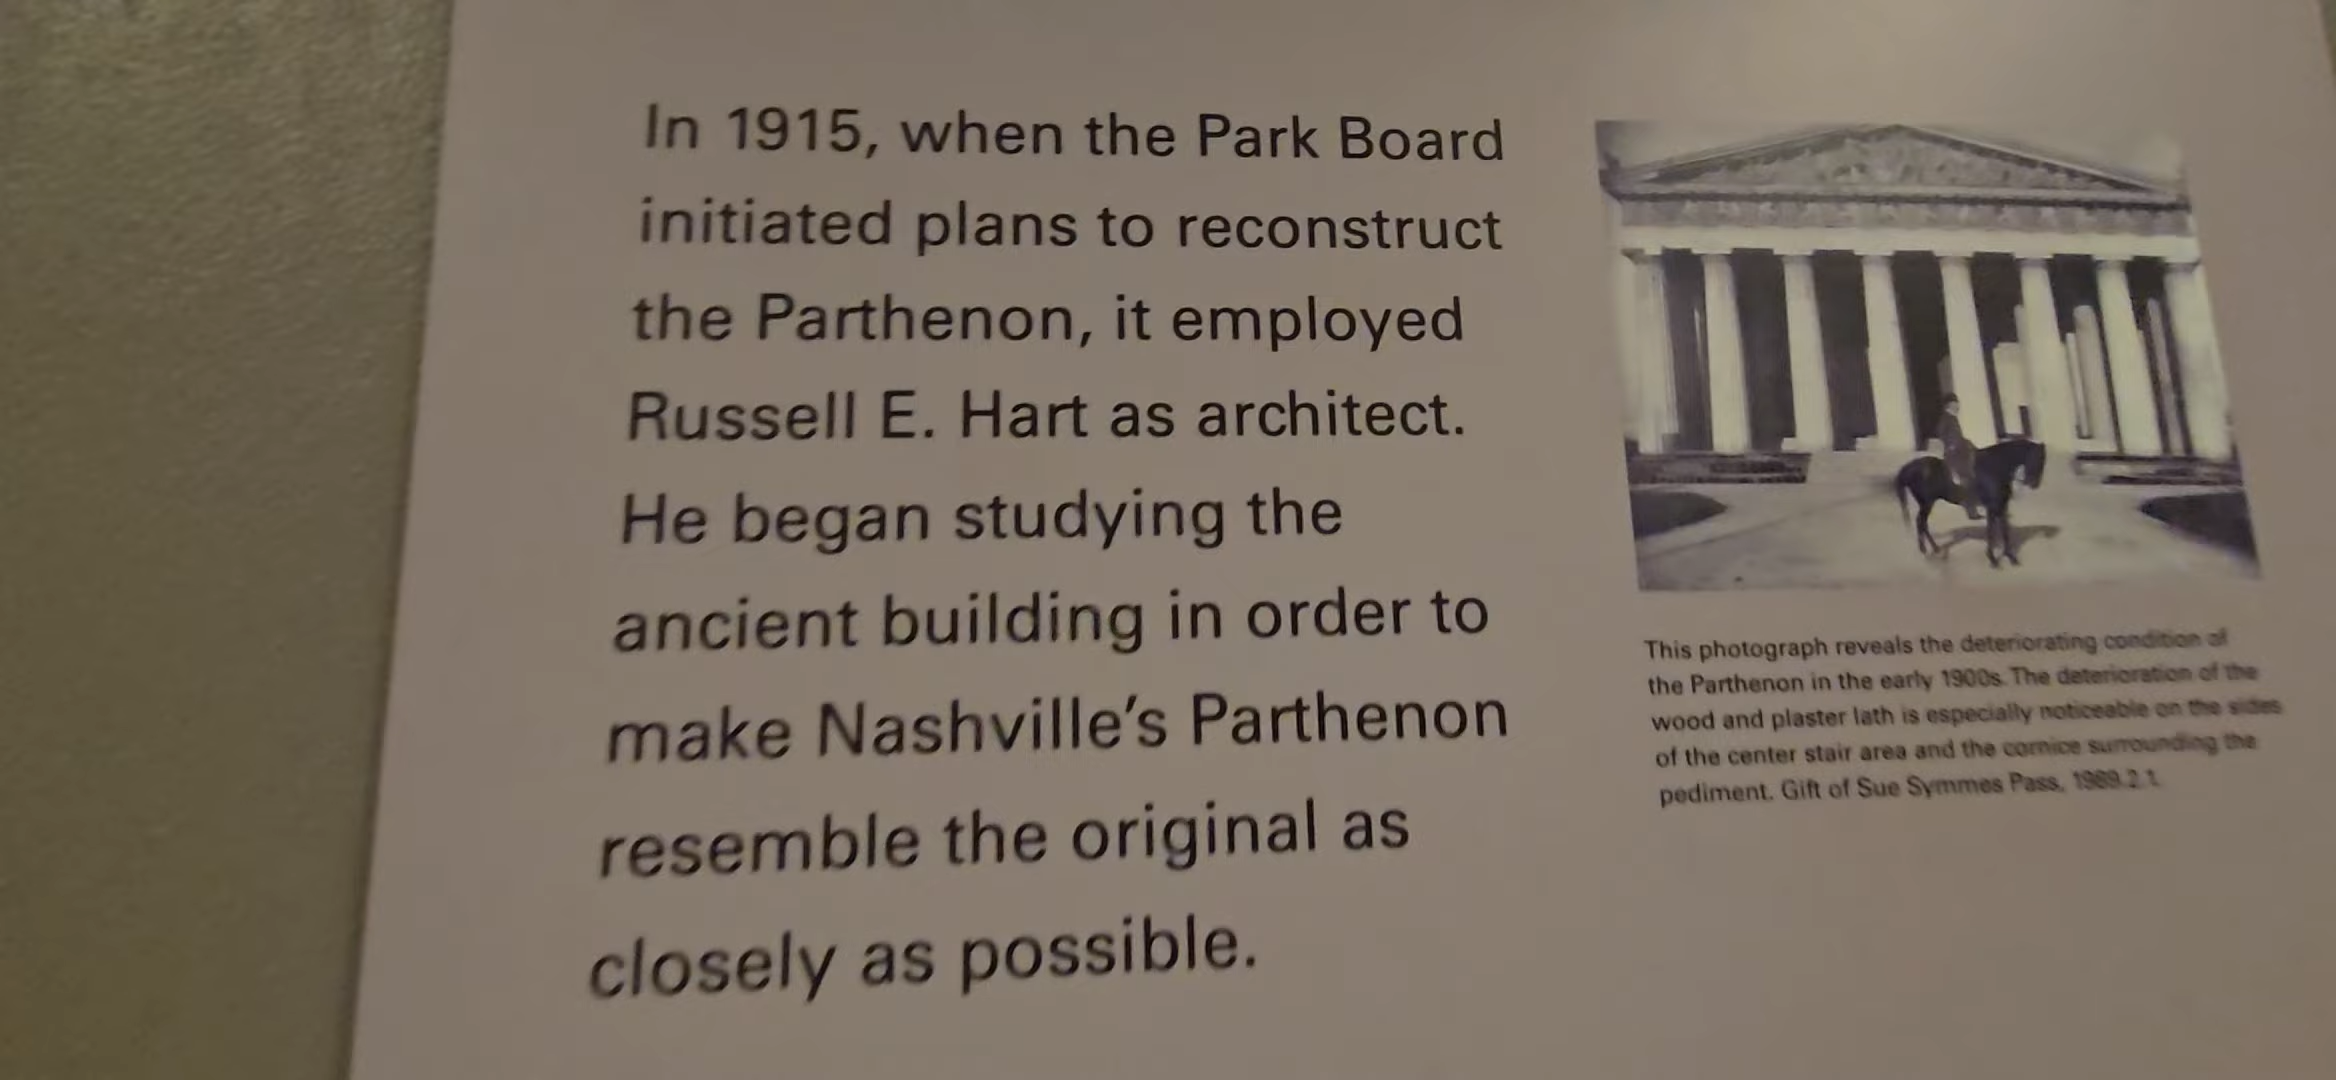 In 1915, when the Park Board
initiated plans to reconstruct
the Parthenon, it employed
Russell E. Hart as architect.
He began studying the
ancient building in order to
make Nashville's Parthenon
resemble the original as
closely as possible.
This photograph reveals the deteriorating condition of
the Parthenon in the early 1900s. The deterioration of the
wood and plaster lath is especially noticeable on the sides
of the center stair area and the cornice surrounding the
pediment. Gift of Sue Symmes Pass, 1989.2.1.